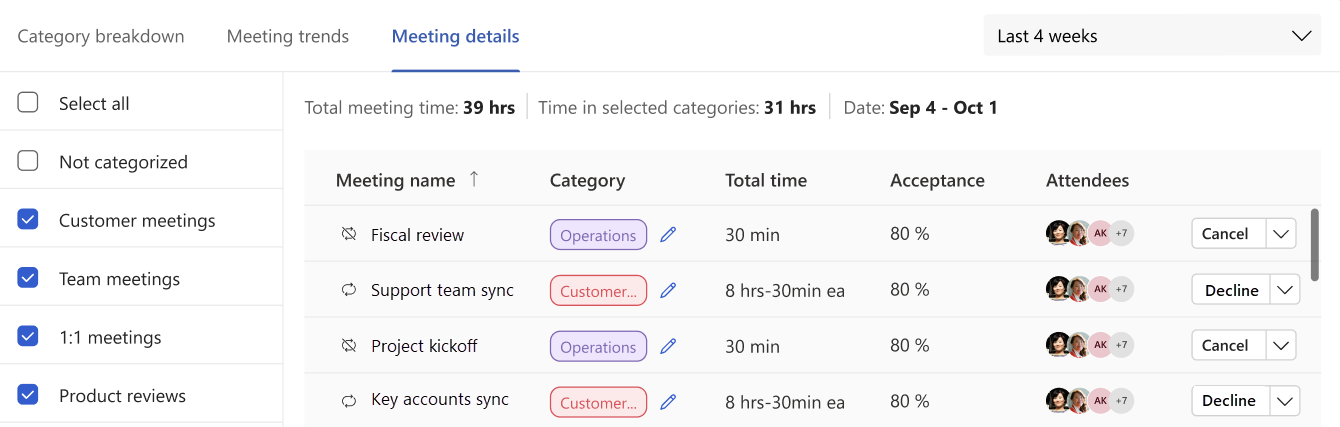 Category breakdown Meeting trends Meeting details Last 4 weeks
Select all
Not categorized
Customer meetings
Team meetings
1:1 meetings
Product reviews
Total meeting time: 39 hrs Time in selected categories: 31 hrs Date: Sep 4 - Oct 1
Meeting name ↑ Category Total time Acceptance Attendees
Fiscal review Operations 30 min 80 % AK +7 Cancel
Support team sync Customer... 8 hrs-30min ea 80 % AK +7 Decline
Project kickoff Operations 30 min 80 % AK +7 Cancel
Key accounts sync Customer... 8 hrs-30min ea 80 % AK +7 Decline